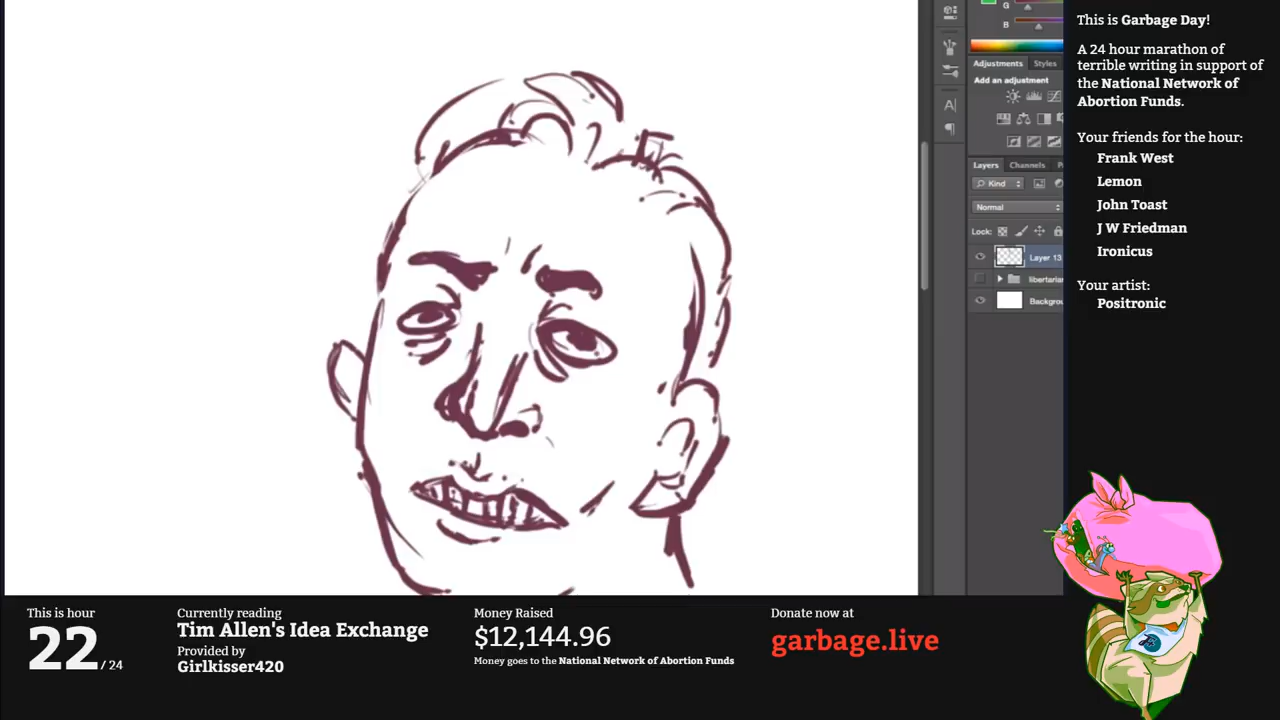 G
B
Adjustments Styles
Add an adjustment
A
Layers Channels P
Kind
Normal
Lock:
Layer 13
libertaria
Backgrou
This is Garbage Day!
A 24 hour marathon of
terrible writing in support of
the National Network of
Abortion Funds.
Your friends for the hour:
Frank West
Lemon
John Toast
J W Friedman
Ironicus
Your artist:
Positronic
This is hour
22 / 24
Currently reading
Tim Allen's Idea Exchange
Provided by
Girlkisser420
Money Raised
$12,144.96
Money goes to the National Network of Abortion Funds
Donate now at
garbage.live